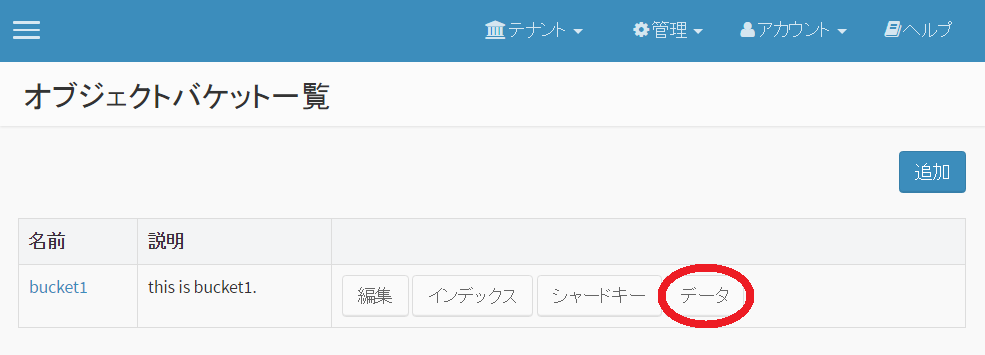 テナント 管理 アカウント ヘルプ
オブジェクトバケット一覧
追加
名前 説明
bucket1 this is bucket1. 編集 インデックス シャードキー データ